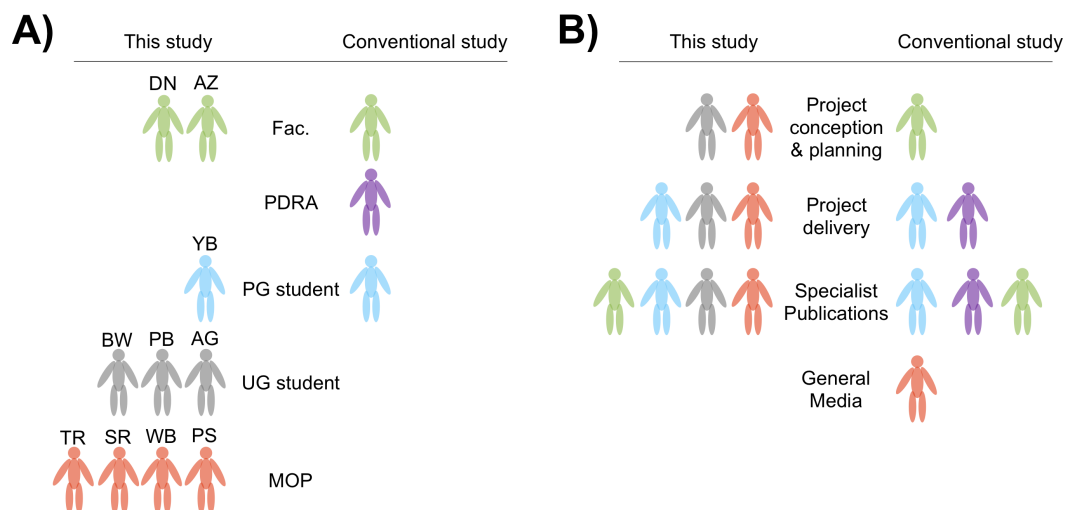 A)
This study
Conventional study
DN AZ
Fac.
PDRA
YB
PG student
BW PB AG
UG student
TR SR WB PS
MOP
B)
This study
Conventional study
Project
conception
& planning
Project
delivery
Specialist
Publications
General
Media